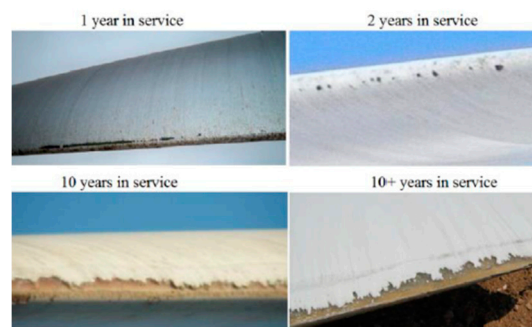 1 year in service
2 years in service
10 years in service
10+ years in service